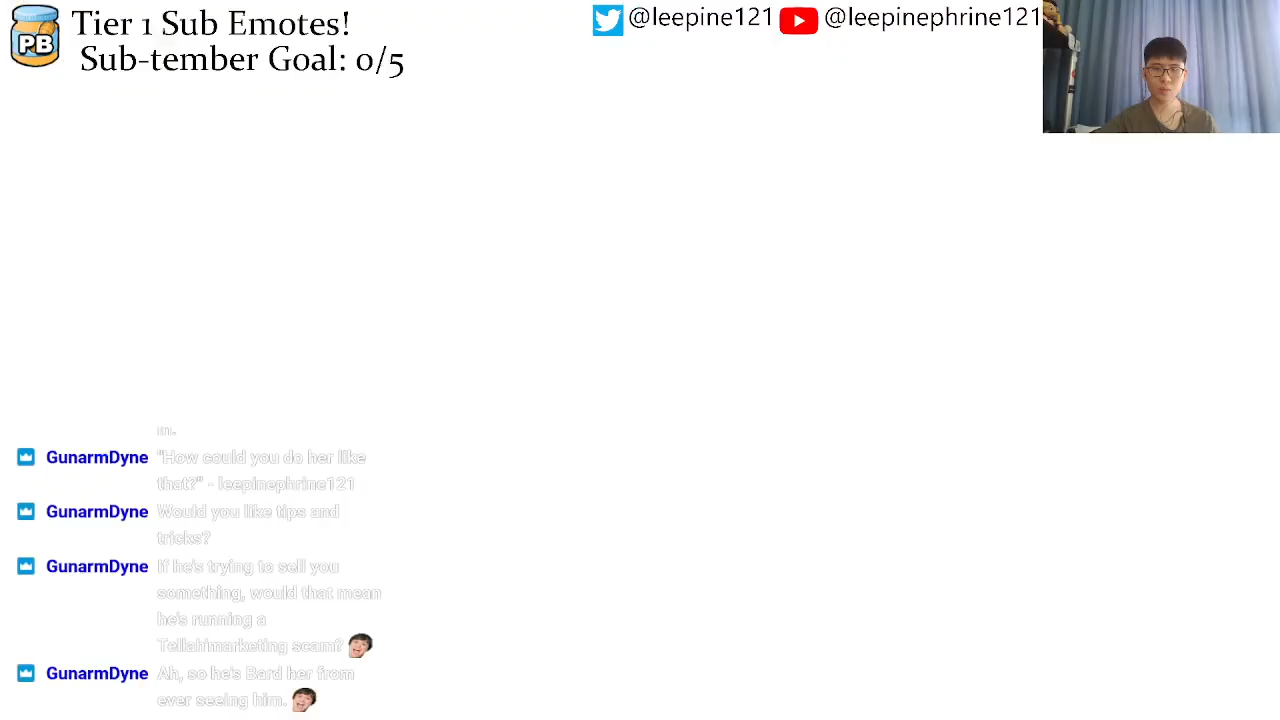 Tier 1 Sub Emotes!
Sub-tember Goal: 0/5
PB
@leepine121
@leepinephrine121
in.
GunarmDyne "How could you do her like
that?" - leepinephrine121
GunarmDyne Would you like tips and
tricks?
GunarmDyne If he's trying to sell you
something, would that mean
he's running a
Tellah'marketing scam?
GunarmDyne Ah, so he's Bard her from
ever seeing him.